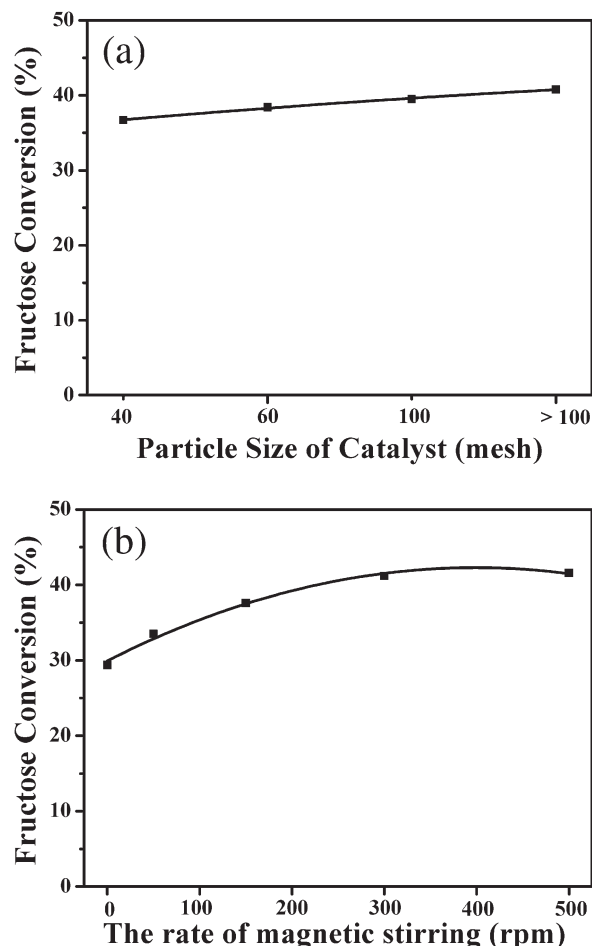 (a)
Fructose Conversion (%)
50
40
30
20
10
0
40 60 100 > 100
Particle Size of Catalyst (mesh)
(b)
Fructose Conversion (%)
50
40
30
20
10
0
0 100 200 300 400 500
The rate of magnetic stirring (rpm)